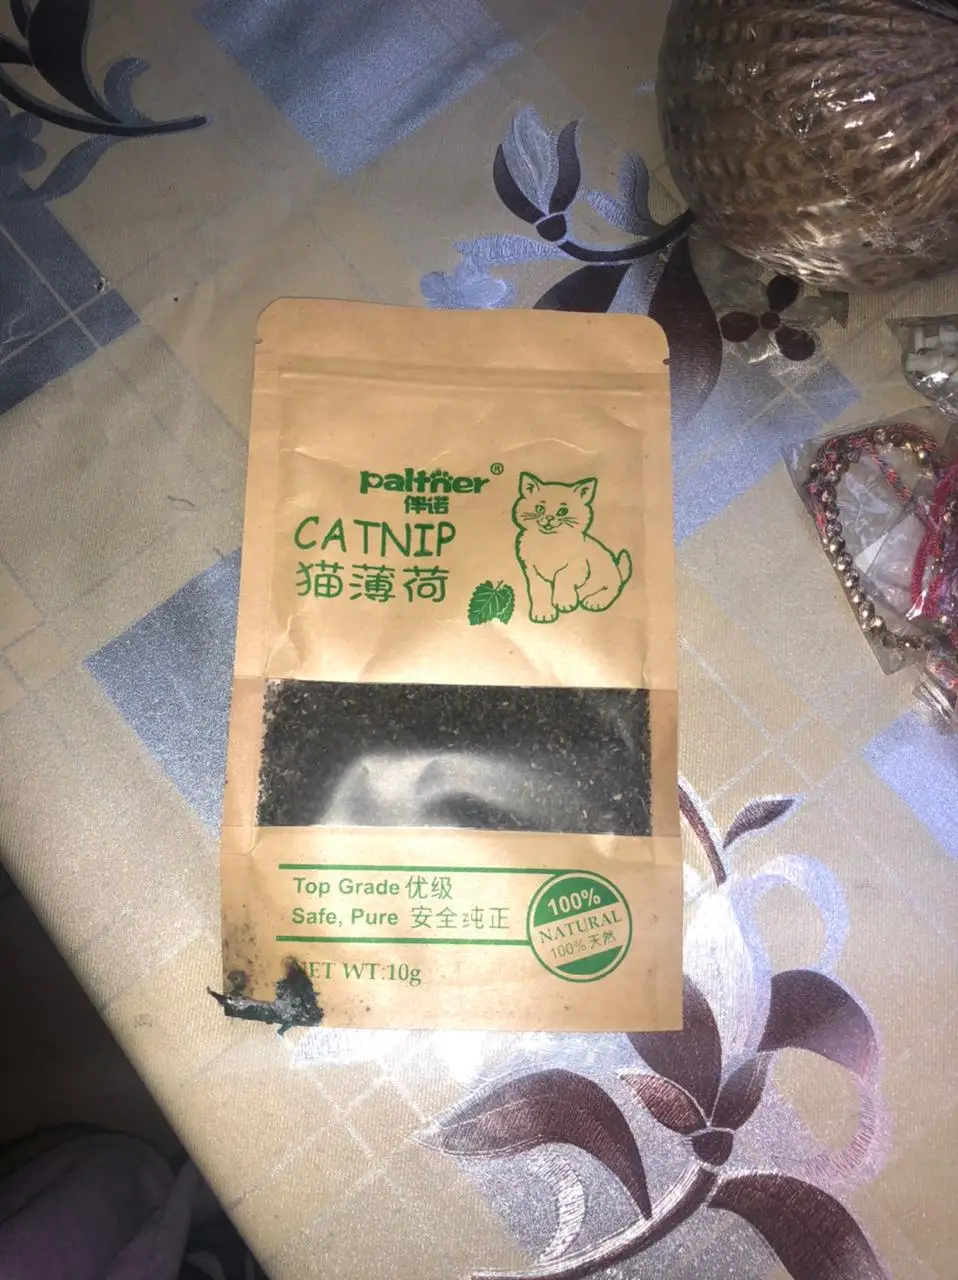 paltner®
伴诺
CATNIP
猫薄荷
Top Grade 优级
Safe, Pure 安全纯正
100%
NATURAL
100%天然
NET WT:10g